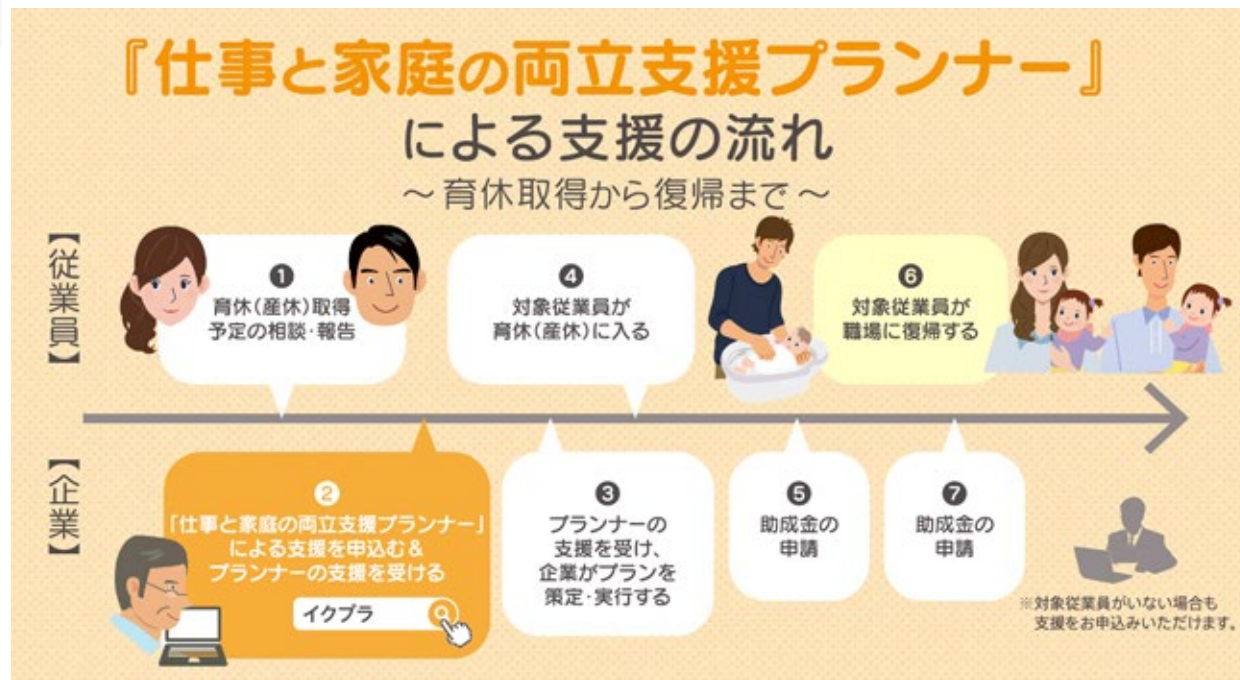 『仕事と家庭の両立支援プランナー』
による支援の流れ
～育休取得から復帰まで～
【従業員】
❶
育休(産休)取得
予定の相談・報告
❹
対象従業員が
育休(産休)に入る
❻
対象従業員が
職場に復帰する
【企業】
❷
「仕事と家庭の両立支援プランナー」
による支援を申込む&
プランナーの支援を受ける
イクプラ
❸
プランナーの
支援を受け、
企業がプランを
策定・実行する
❺
助成金の
申請
❼
助成金の
申請
※対象従業員がいない場合も
支援をお申込みいただけます。